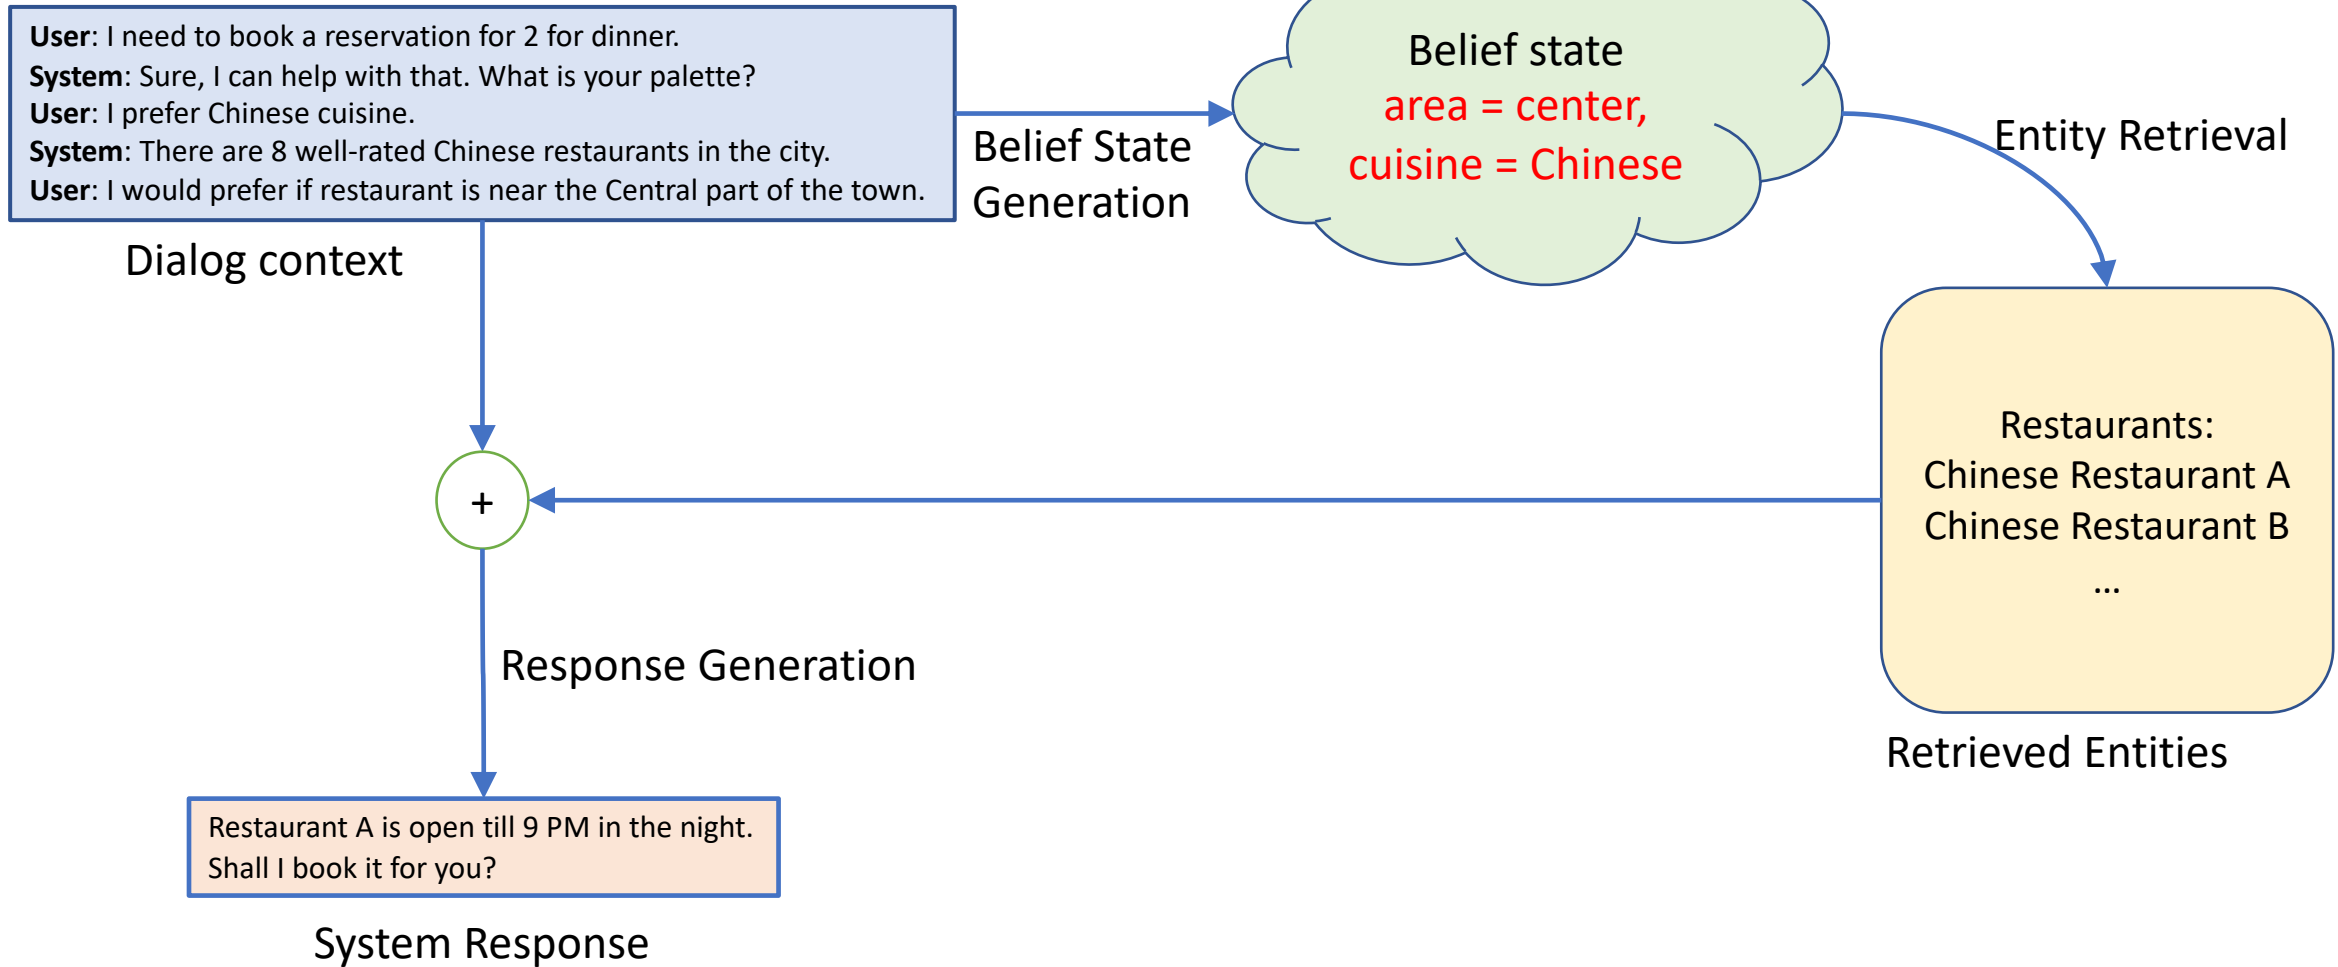 User: I need to book a reservation for 2 for dinner.
System: Sure, I can help with that. What is your palette?
User: I prefer Chinese cuisine.
System: There are 8 well-rated Chinese restaurants in the city.
User: I would prefer if restaurant is near the Central part of the town.
Dialog context
Belief State
Generation
Belief state
area = center,
cuisine = Chinese
Entity Retrieval
Restaurants:
Chinese Restaurant A
Chinese Restaurant B
...
Retrieved Entities
+
Response Generation
Restaurant A is open till 9 PM in the night.
Shall I book it for you?
System Response